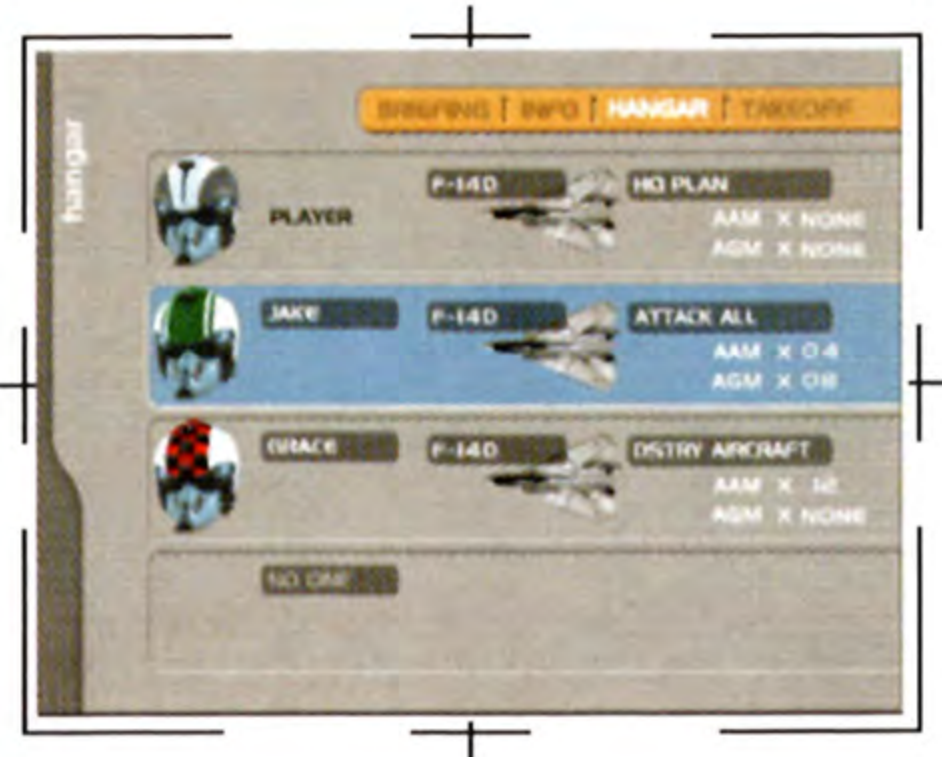 hangar
BRIEFING | INFO | HANGAR | TAKEOFF
PLAYER
F-14D
HQ PLAN
AAM X NONE
AGM X NONE
JAKE
F-14D
ATTACK ALL
AAM X 04
AGM X 08
GRACE
F-14D
DSTRY AIRCRAFT
AAM X 12
AGM X NONE
NO ONE